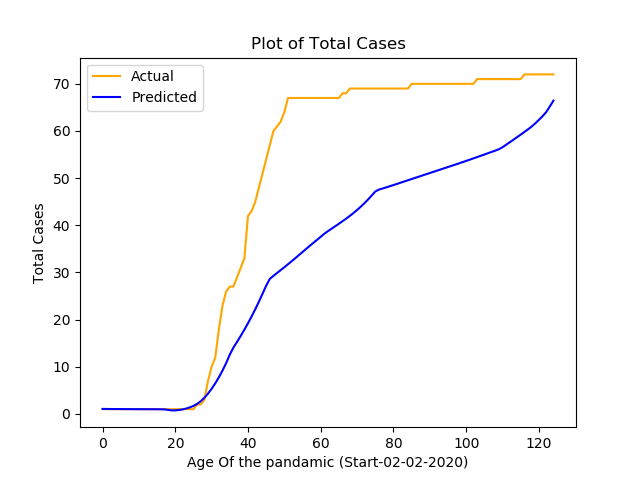 Plot of Total Cases
Actual
Predicted
70
60
50
40
30
20
10
0
Total Cases
0 20 40 60 80 100 120
Age Of the pandamic (Start-02-02-2020)